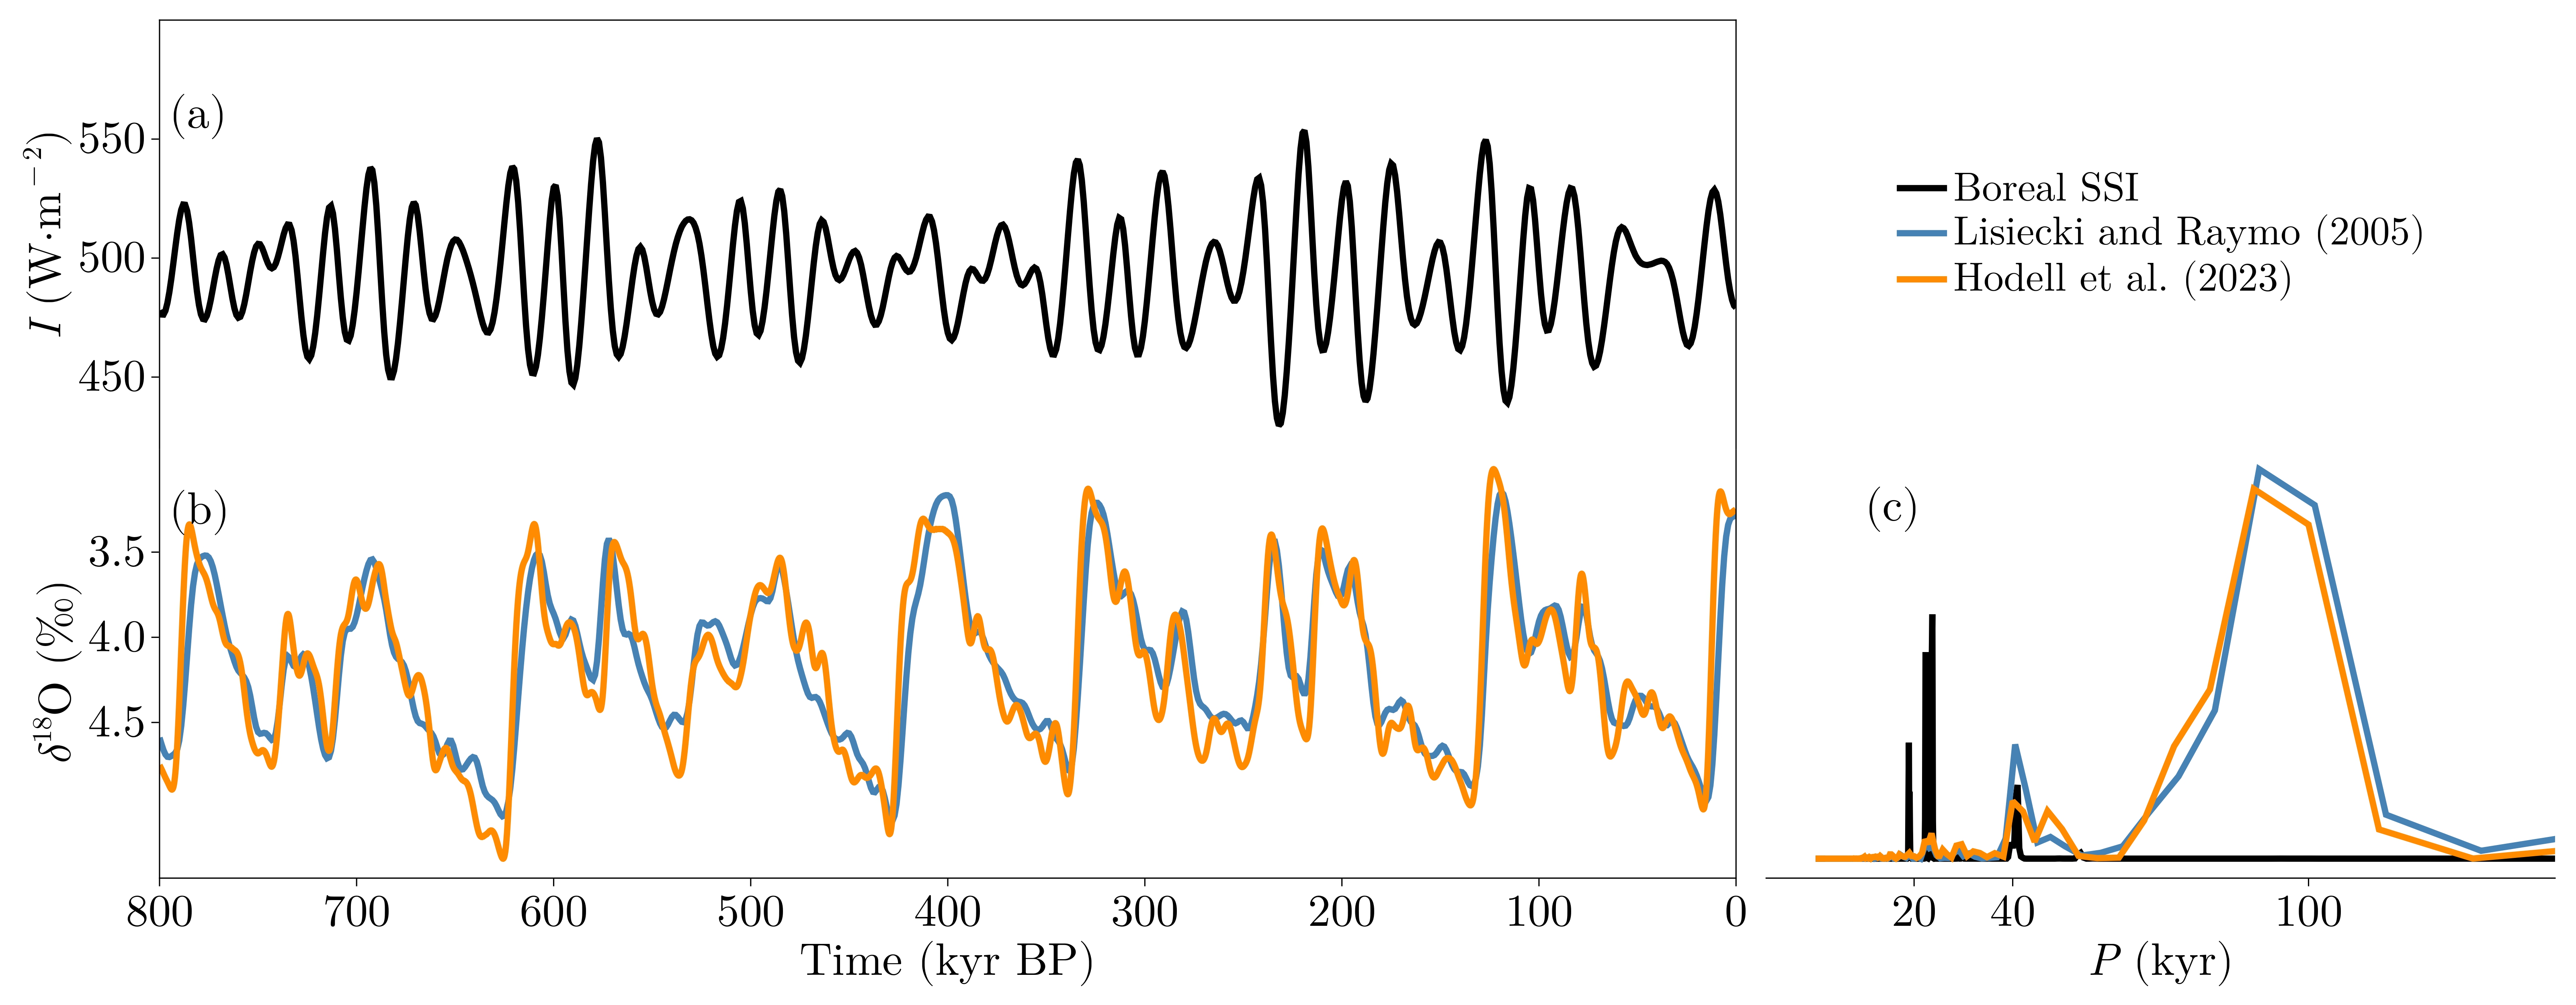 (a)
550
500
450
I (W·m⁻²)
Boreal SSI
Lisiecki and Raymo (2005)
Hodell et al. (2023)
(b)
3.5
4.0
4.5
δ¹⁸O (‰)
800 700 600 500 400 300 200 100 0
Time (kyr BP)
(c)
20 40 100
P (kyr)